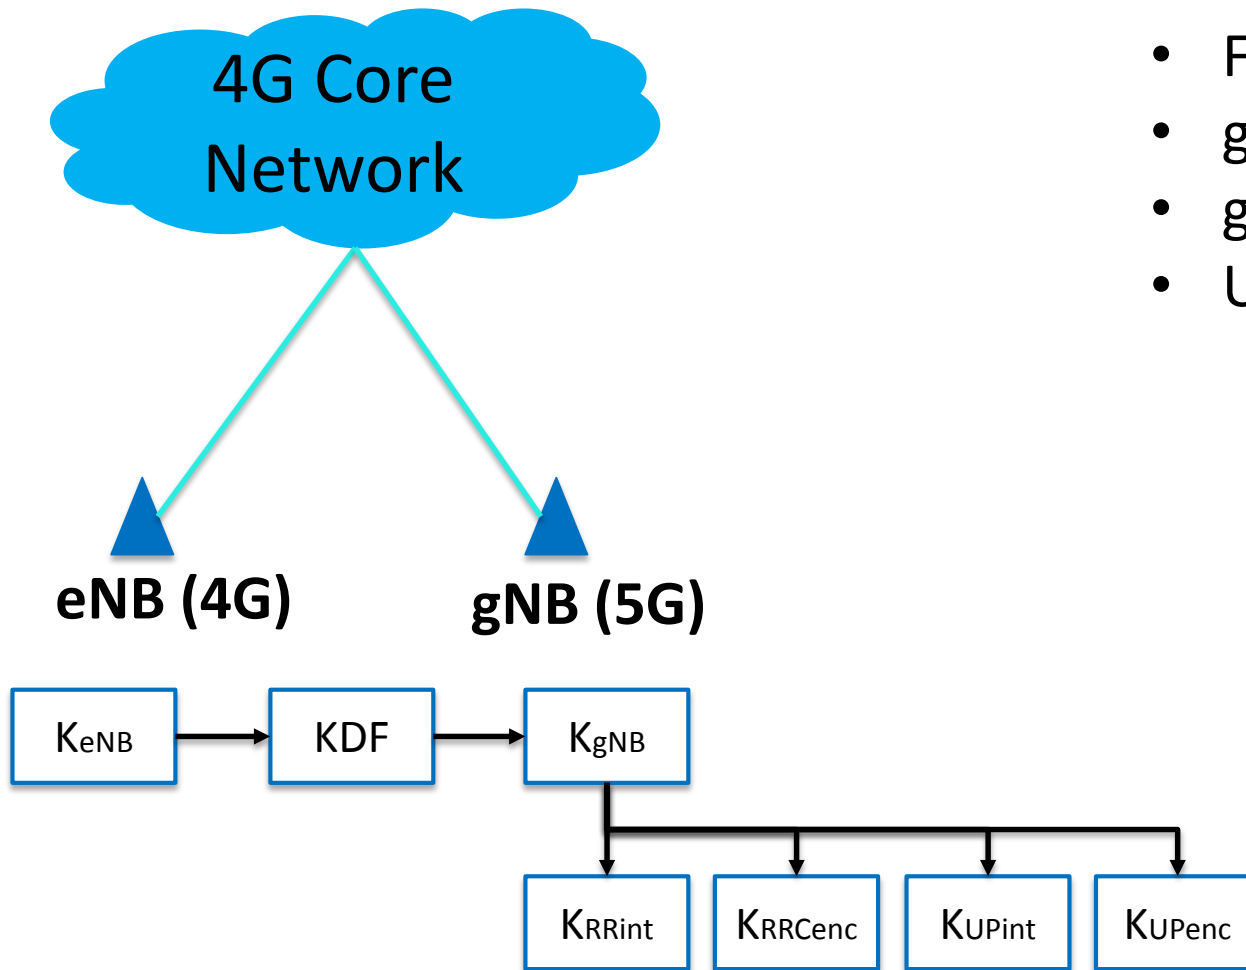 4G Core
Network
eNB (4G)
gNB (5G)
KeNB
KDF
KgNB
KRRint
KRRCenc
KUPint
KUPenc